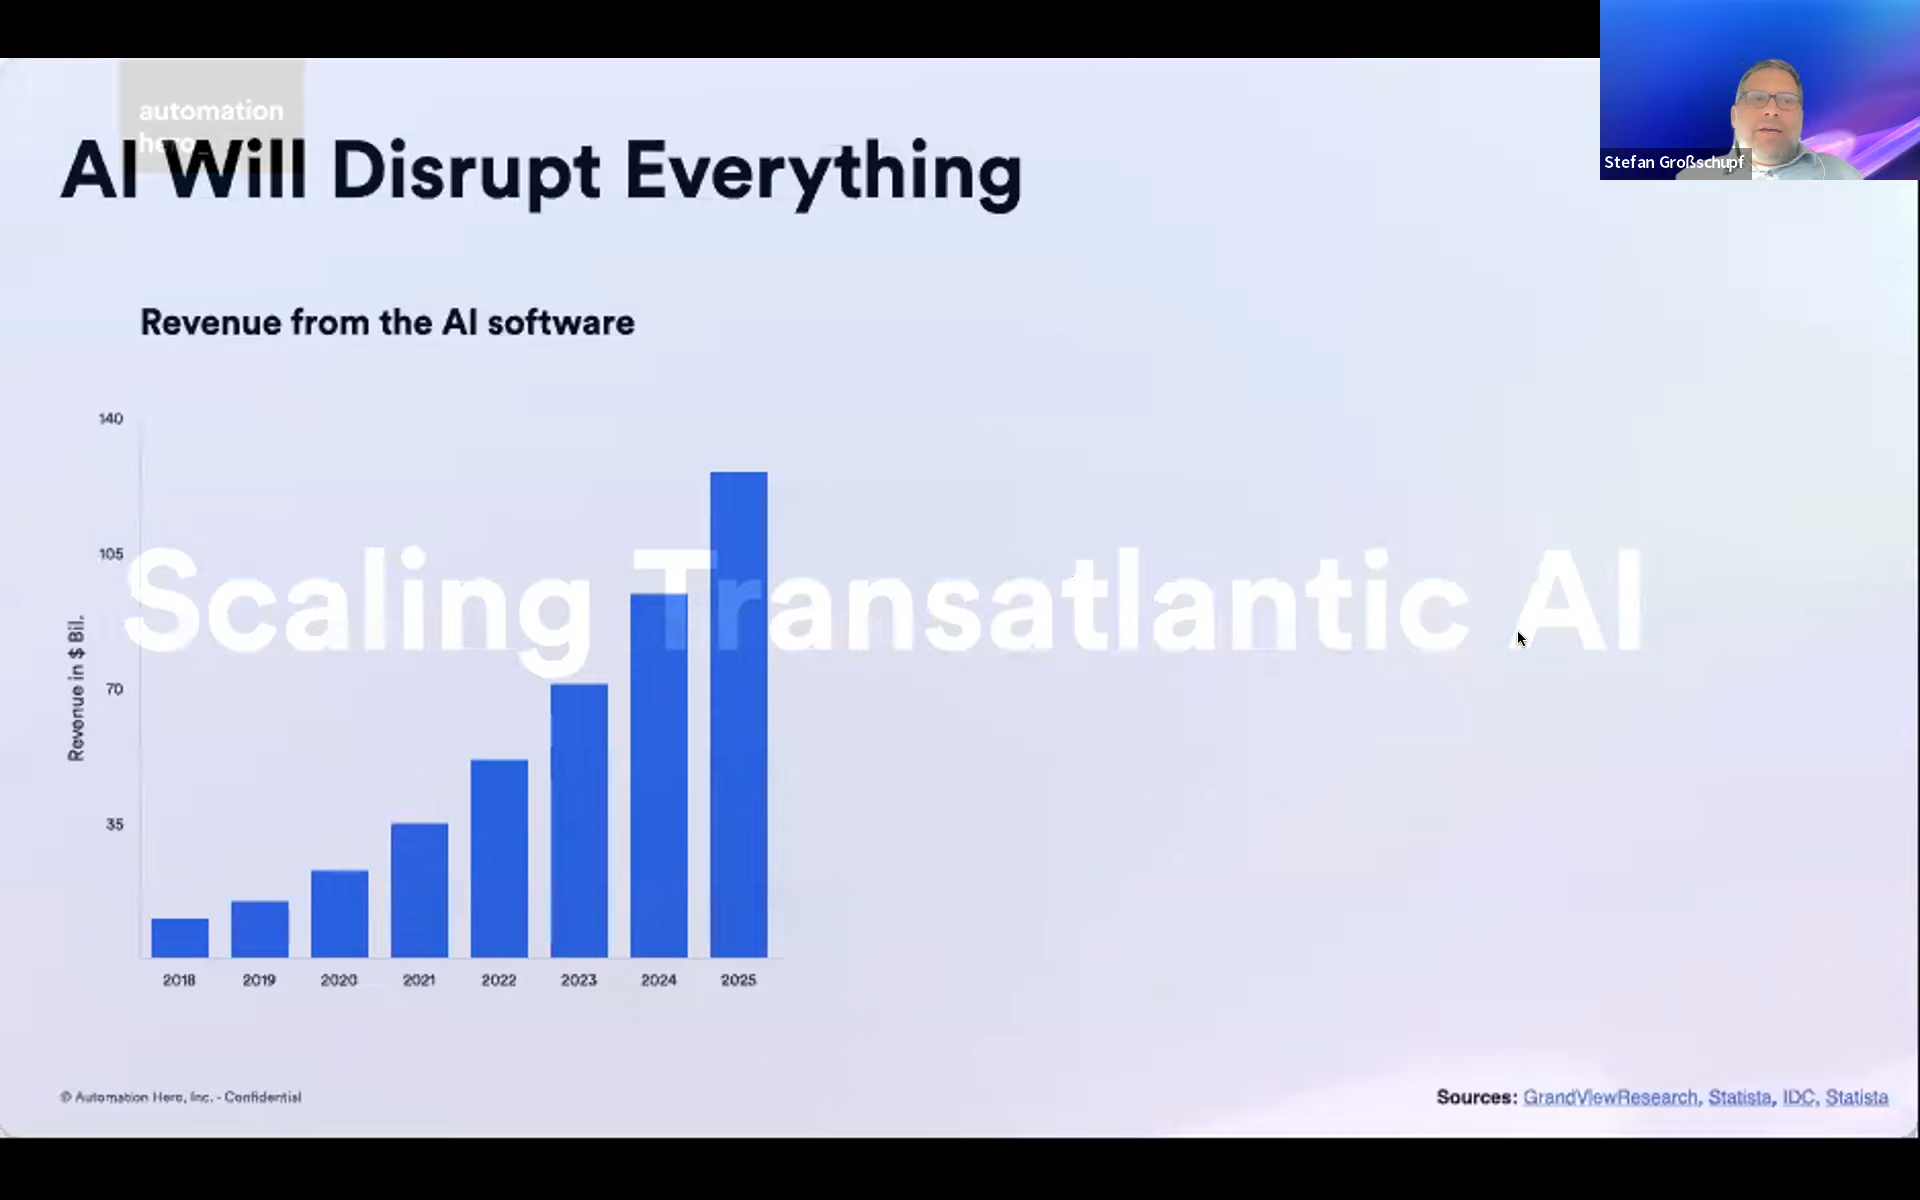 automation
hero_
AI Will Disrupt Everything
Stefan Großschupf
Revenue from the AI software
Revenue in $ Bil.
140
105
70
35
Scaling Transatlantic AI
2018 2019 2020 2021 2022 2023 2024 2025
© Automation Hero, Inc. - Confidential
Sources: GrandViewResearch, Statista, IDC, Statista